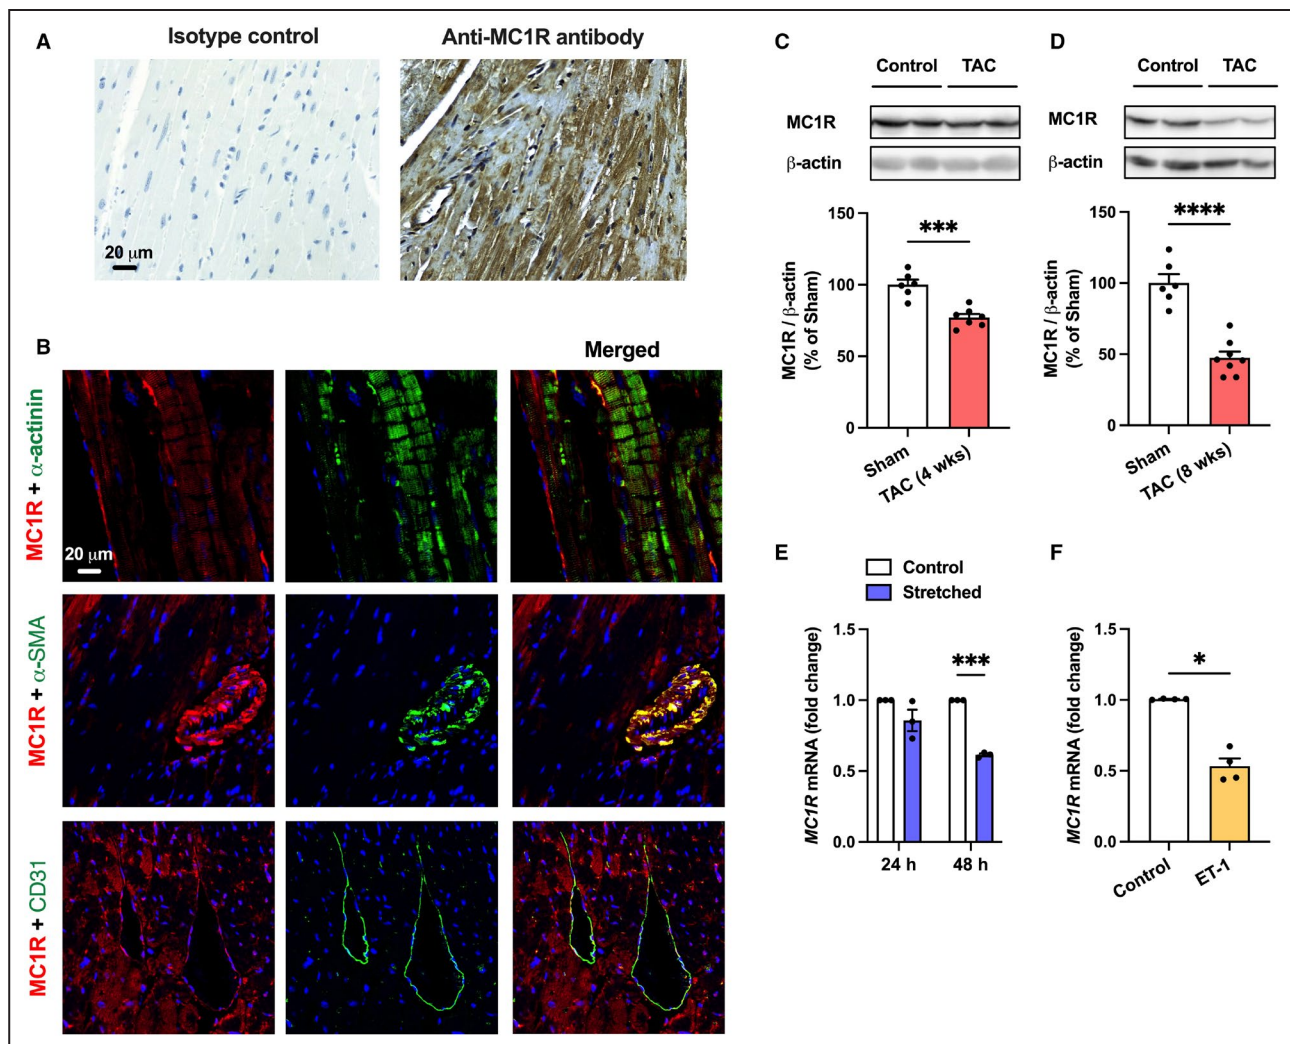 A
Isotype control
Anti-MC1R antibody
20 μm
B
Merged
MC1R + α-actinin
20 μm
MC1R + α-SMA
MC1R + CD31
C
Control TAC
MC1R
β-actin
MC1R / β-actin
(% of Sham)
150
100
50
0
***
Sham
TAC (4 wks)
D
Control TAC
MC1R
β-actin
MC1R / β-actin
(% of Sham)
150
100
50
0
****
Sham
TAC (8 wks)
E
Control
Stretched
MC1R mRNA (fold change)
1.5
1.0
0.5
0.0
***
24 h
48 h
F
MC1R mRNA (fold change)
1.5
1.0
0.5
0.0
*
Control
ET-1